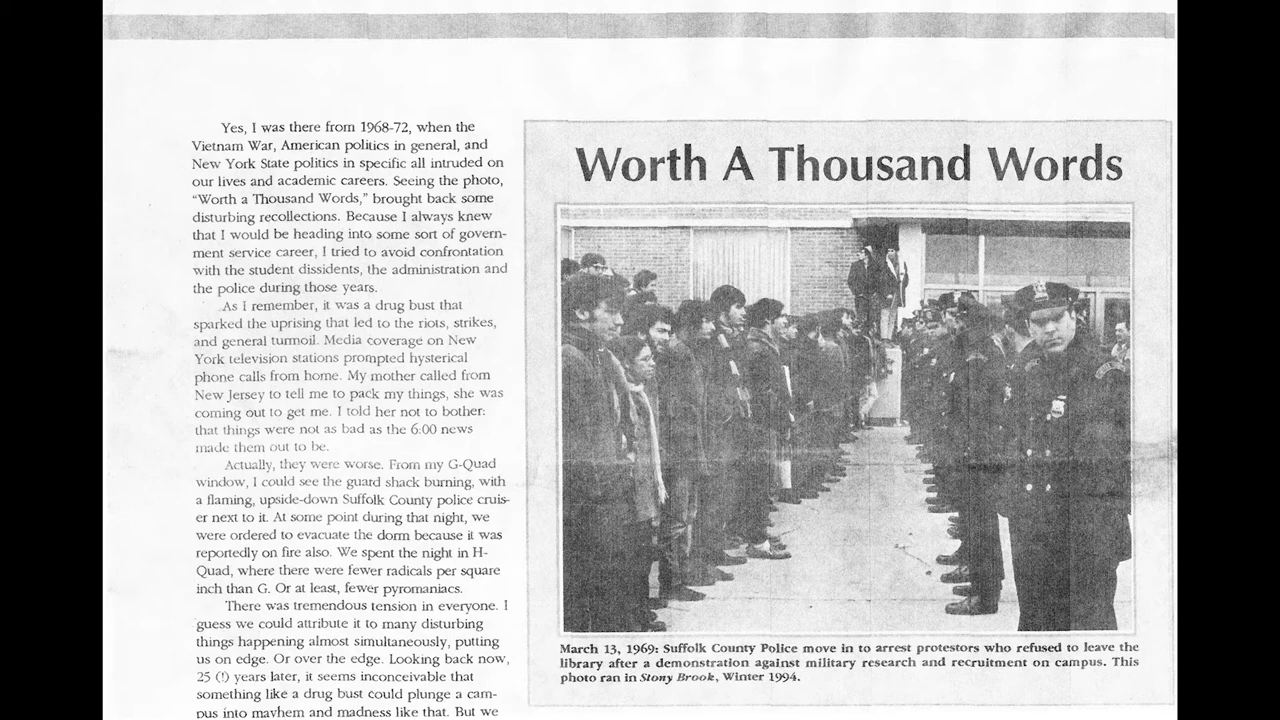 Yes, I was there from 1968-72, when the
Vietnam War, American politics in general, and
New York State politics in specific all intruded on
our lives and academic careers. Seeing the photo,
“Worth a Thousand Words,” brought back some
disturbing recollections. Because I always knew
that I would be heading into some sort of govern-
ment service career, I tried to avoid confrontation
with the student dissidents, the administration and
the police during those years.
As I remember, it was a drug bust that
sparked the uprising that led to the riots, strikes,
and general turmoil. Media coverage on New
York television stations prompted hysterical
phone calls from home. My mother called from
New Jersey to tell me to pack my things, she was
coming out to get me. I told her not to bother:
that things were not as bad as the 6:00 news
made them out to be.
Actually, they were worse. From my G-Quad
window, I could see the guard shack burning, with
a flaming, upside-down Suffolk County police cruis-
er next to it. At some point during that night, we
were ordered to evacuate the dorm because it was
reportedly on fire also. We spent the night in H-
Quad, where there were fewer radicals per square
inch than G. Or at least, fewer pyromaniacs.
There was tremendous tension in everyone. I
guess we could attribute it to many disturbing
things happening almost simultaneously, putting
us on edge. Or over the edge. Looking back now,
25 (!) years later, it seems inconceivable that
something like a drug bust could plunge a cam-
pus into mayhem and madness like that. But we
Worth A Thousand Words
March 13, 1969: Suffolk County Police move in to arrest protestors who refused to leave the
library after a demonstration against military research and recruitment on campus. This
photo ran in Stony Brook, Winter 1994.